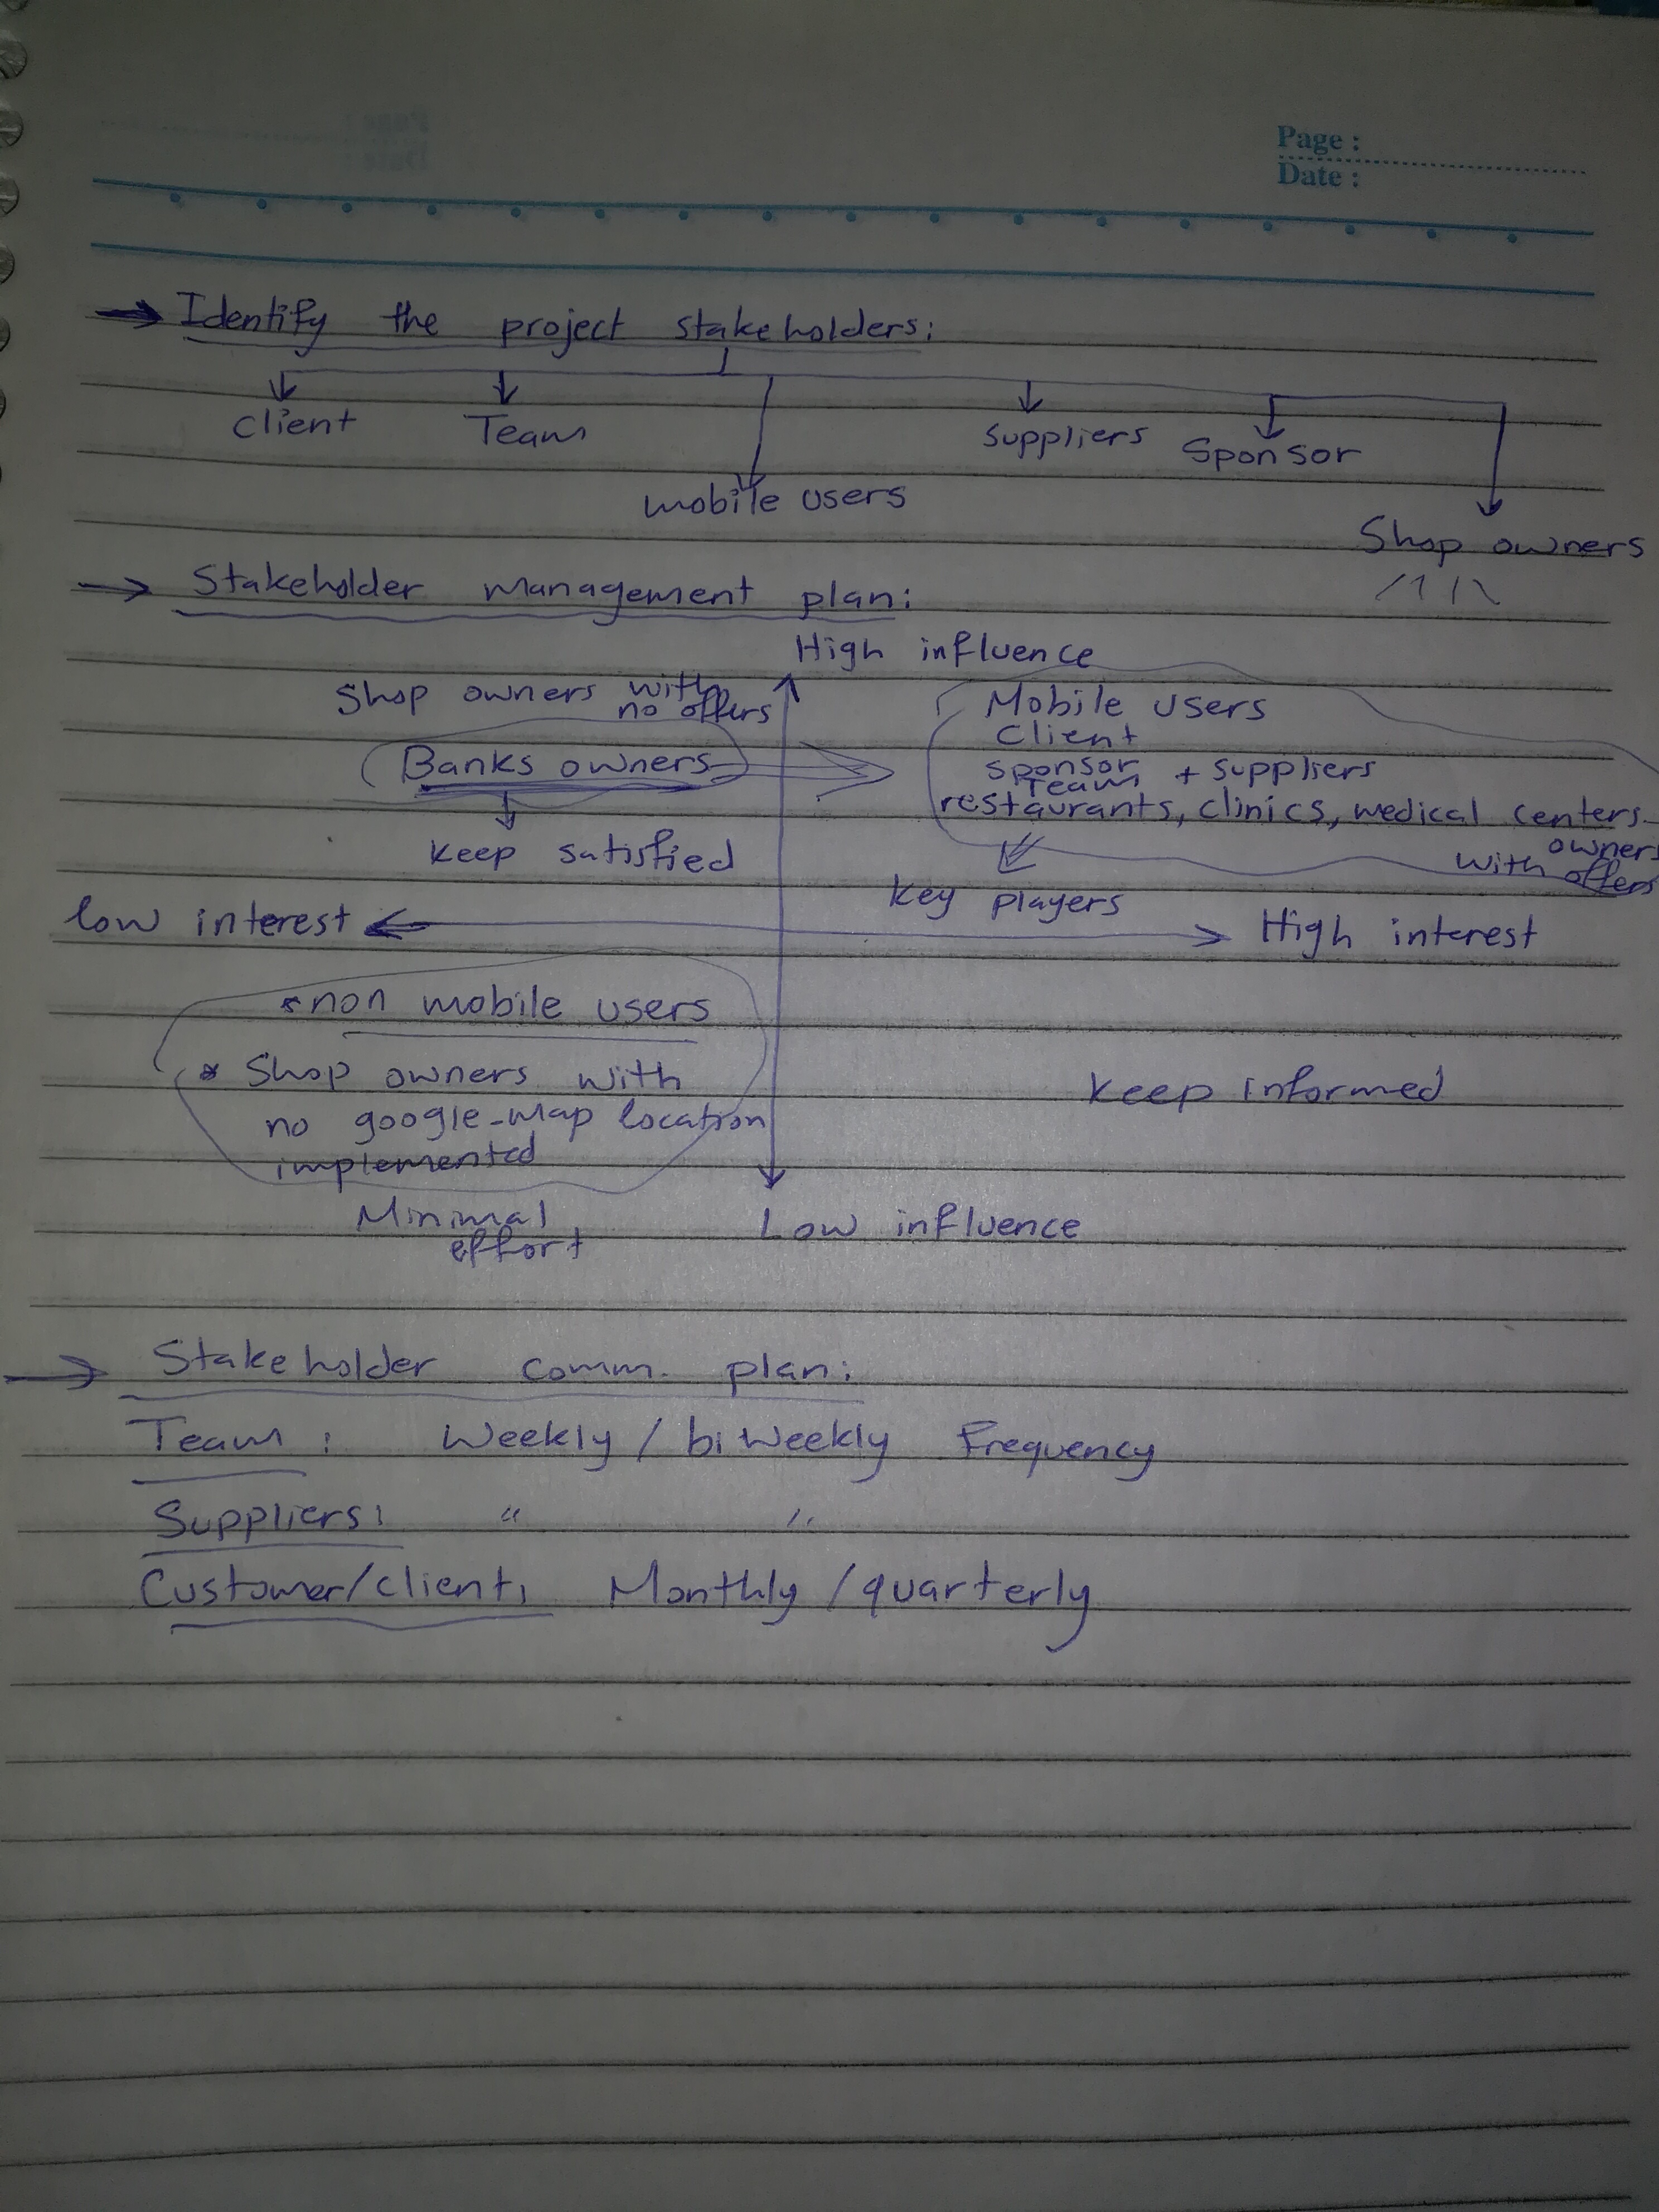 Page :
Date :
Identify the project stakeholders:
client Team suppliers Sponsor
mobile users
Shop owners
Stakeholder management plan:
High influence
Shop owners with
no offers
Banks owners
Keep satisfied
Mobile users
Client
sponsor + suppliers
Team
restaurants, clinics, medical centers
owners
with offers
Key players
low interest
High interest
*non mobile users
* Shop owners with
no google-map location
implemented
Minimal
effort
Keep informed
Low influence
Stakeholder comm. plan:
Team : Weekly / bi weekly Frequency
Suppliers: " "
Customer/client: Monthly / quarterly